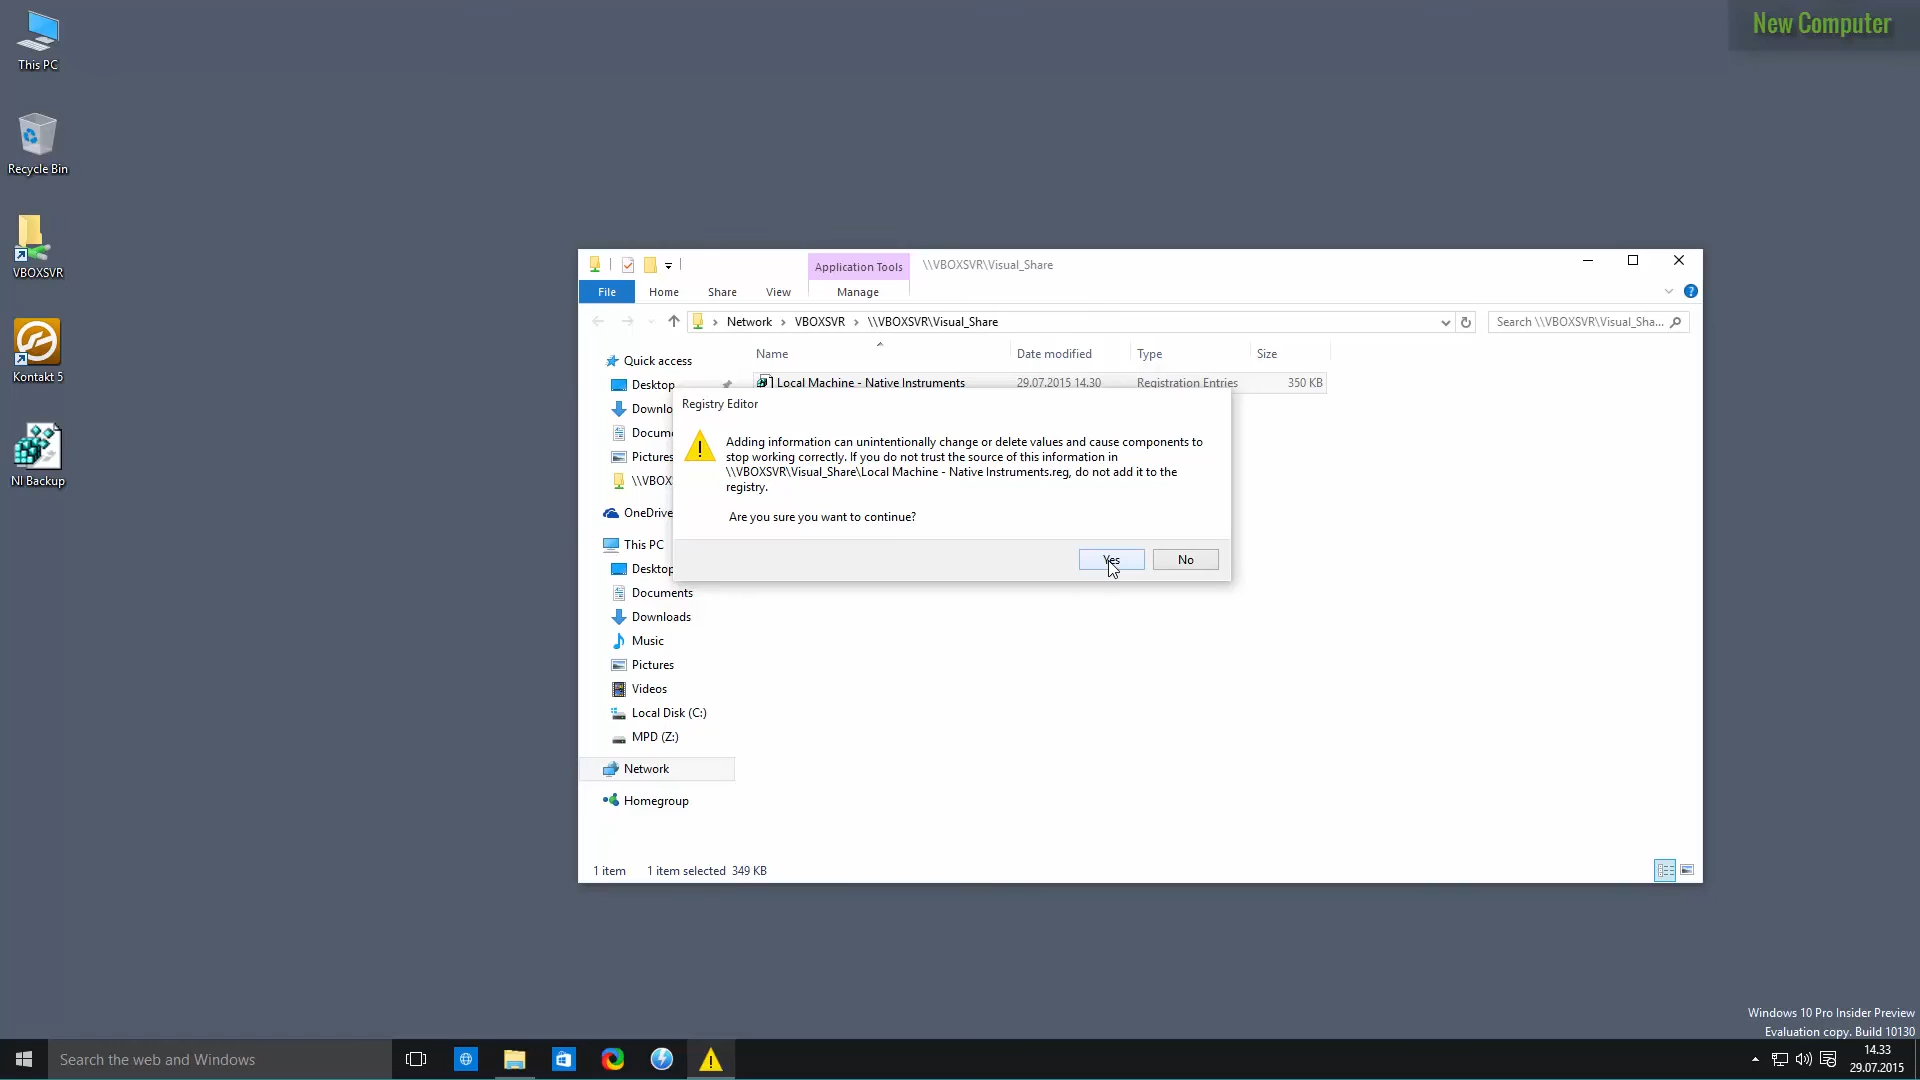 New Computer
This PC
Recycle Bin
VBOXSVR
Kontakt 5
NI Backup
Application Tools
\\VBOXSVR\Visual_Share
File
Home
Share
View
Manage
Network
VBOXSVR
\\VBOXSVR\Visual_Share
Search \\VBOXSVR\Visual_Sha...
Name
Date modified
Type
Size
Quick access
Desktop
Downlo
Docum
Pictures
\\VBOX
OneDrive
This PC
Desktop
Documents
Downloads
Music
Pictures
Videos
Local Disk (C:)
MPD (Z:)
Network
Homegroup
Local Machine - Native Instruments
29.07.2015 14.30
Registration Entries
350 KB
Registry Editor
Adding information can unintentionally change or delete values and cause components to
stop working correctly. If you do not trust the source of this information in
\\VBOXSVR\Visual_Share\Local Machine - Native Instruments.reg, do not add it to the
registry.
Are you sure you want to continue?
Yes
No
1 item
1 item selected 349 KB
Windows 10 Pro Insider Preview
Evaluation copy. Build 10130
Search the web and Windows
14.33
29.07.2015